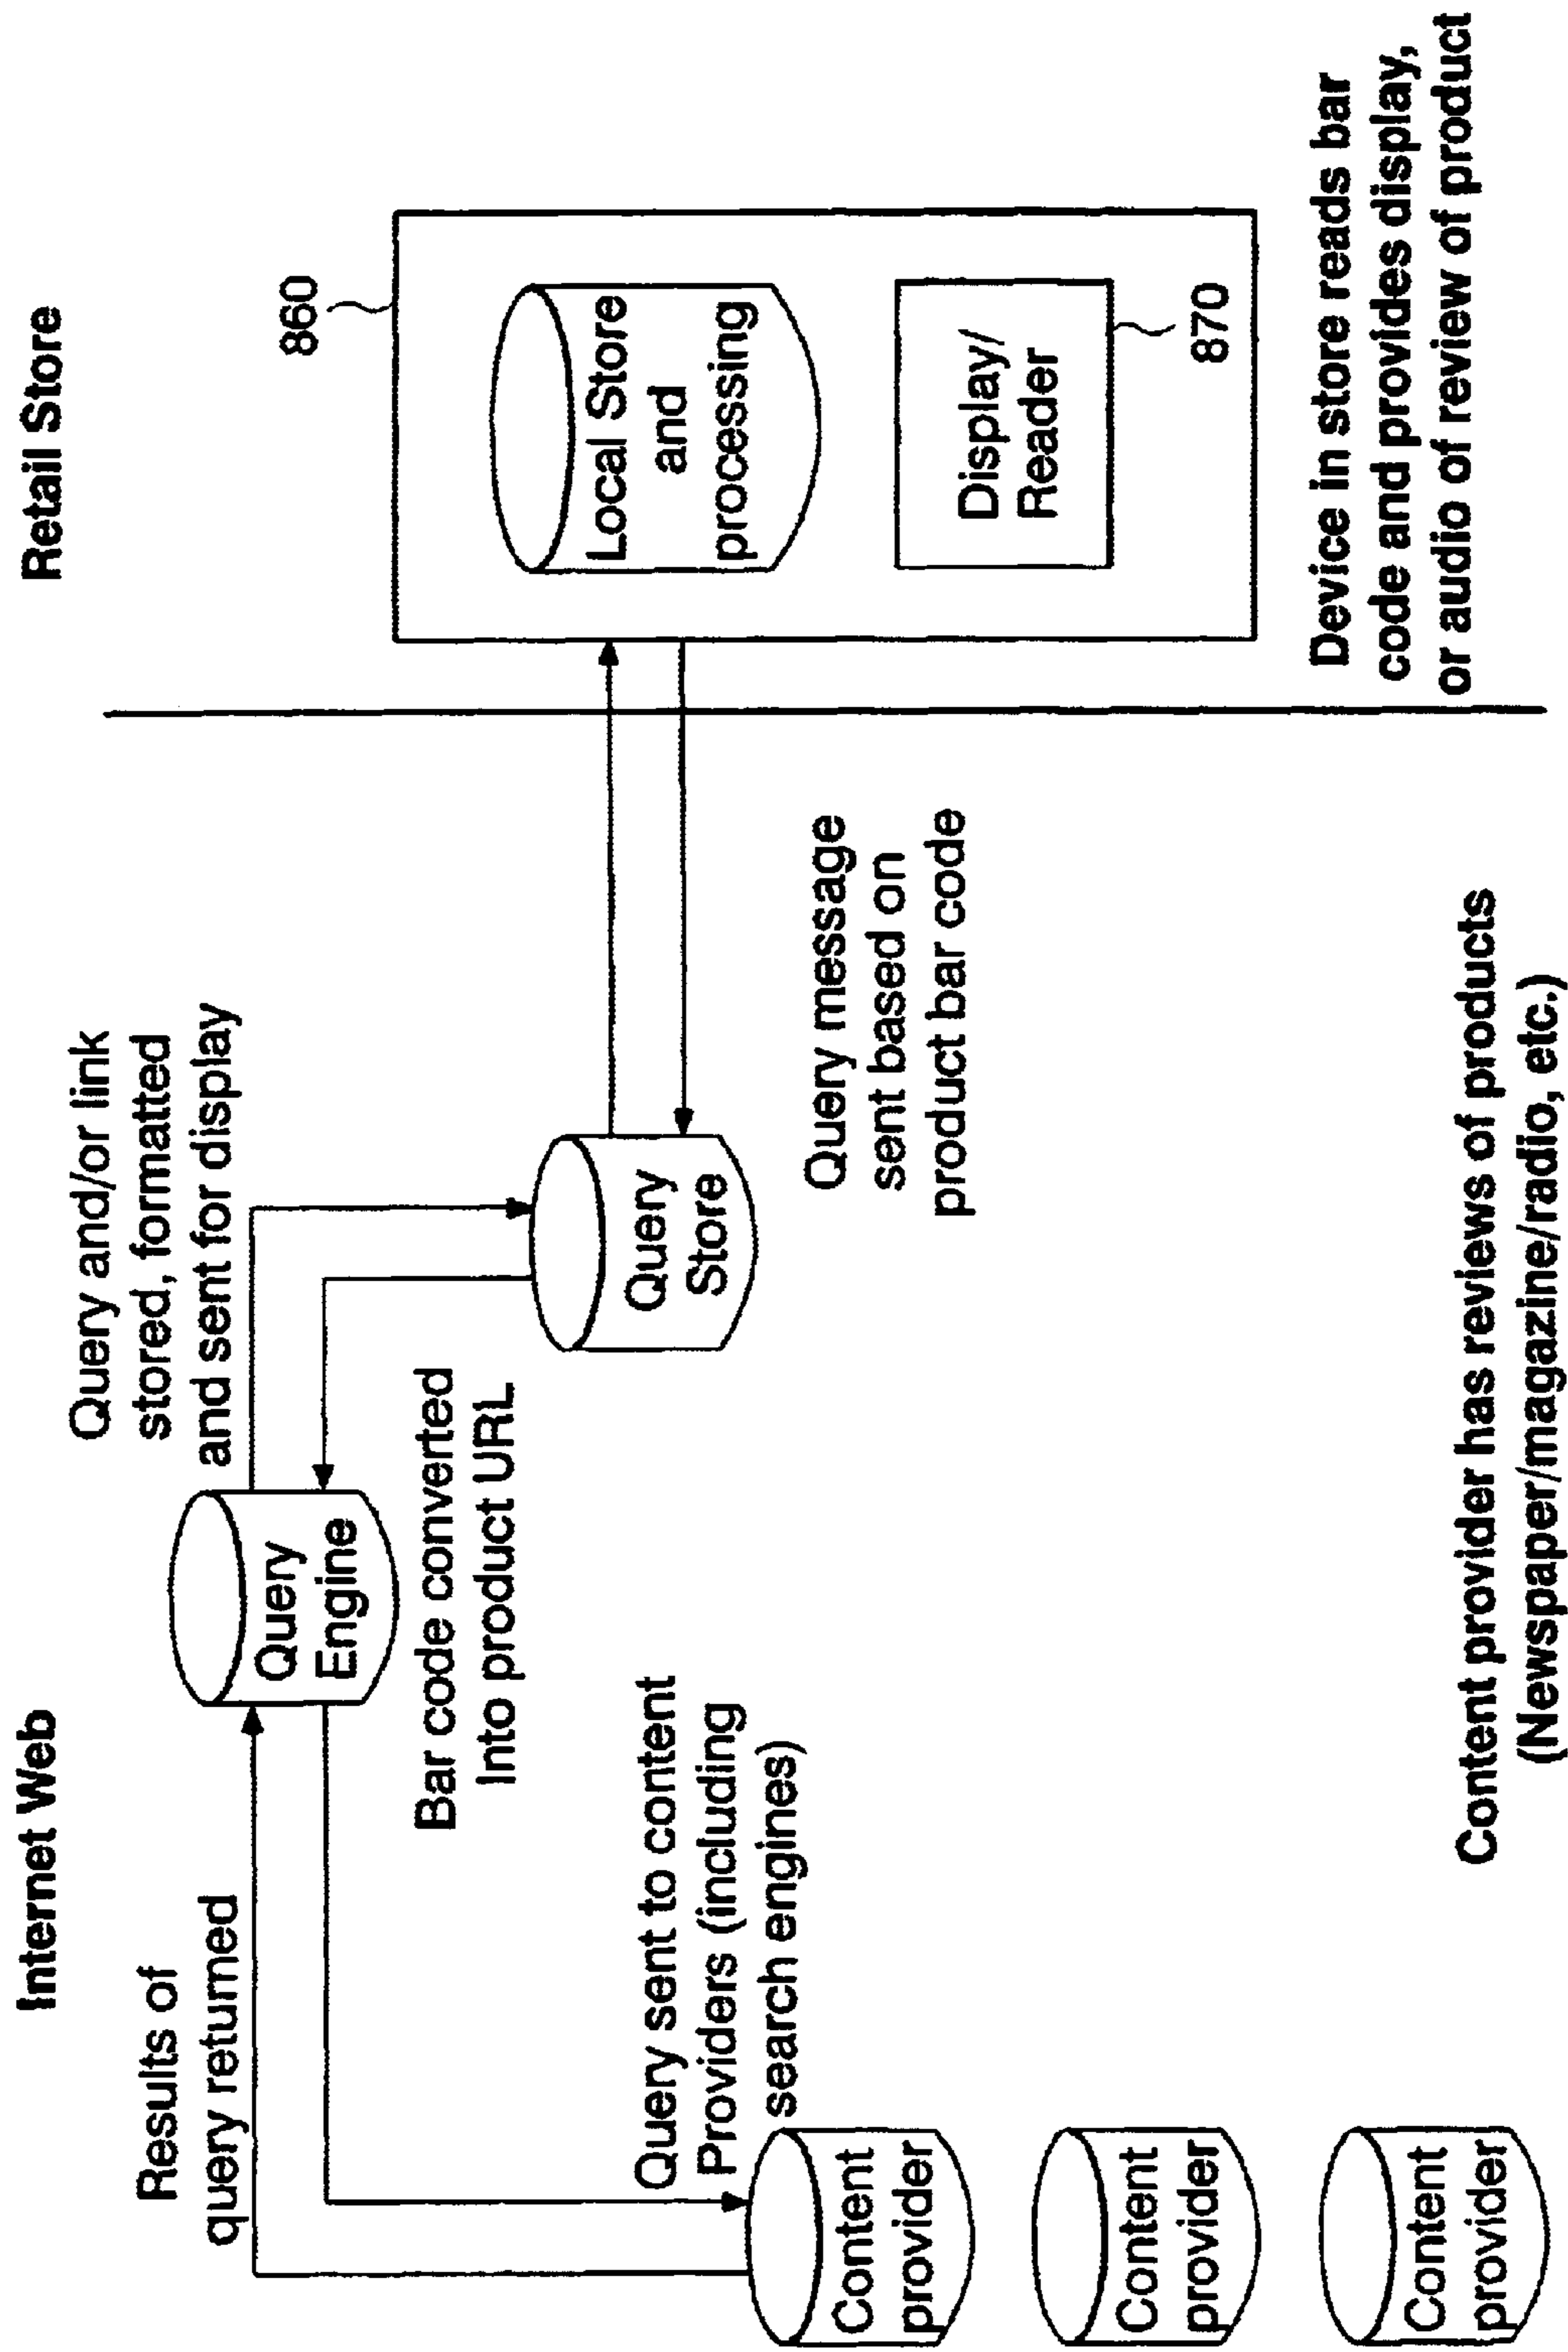 Internet Web
Retail Store
Results of
query returned
Query and/or link
stored, formatted
and sent for display
Query
Engine
Bar code converted
Into product URL
Query sent to content
Providers (including
search engines)
Query
Store
Query message
sent based on
product bar code
860
Local Store
and
processing
Display/
Reader
870
Content
provider
Content
provider
Content
provider
Content provider has reviews of products
(Newspaper/magazine/radio, etc.)
Device in store reads bar
code and provides display,
or audio of review of product